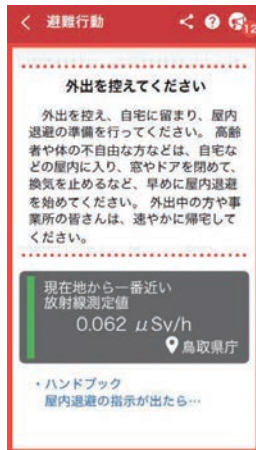 避難行動
12
外出を控えてください
外出を控え、自宅に留まり、屋内
退避の準備を行ってください。 高齢
者や体の不自由な方などは、自宅な
どの屋内に入り、窓やドアを閉めて、
換気を止めるなど、早めに屋内退避
を始めてください。 外出中の方や事
業所の皆さんは、速やかに帰宅して
ください。
現在地から一番近い
放射線測定値
0.062 μSv/h
鳥取県庁
・ハンドブック
屋内退避の指示が出たら…